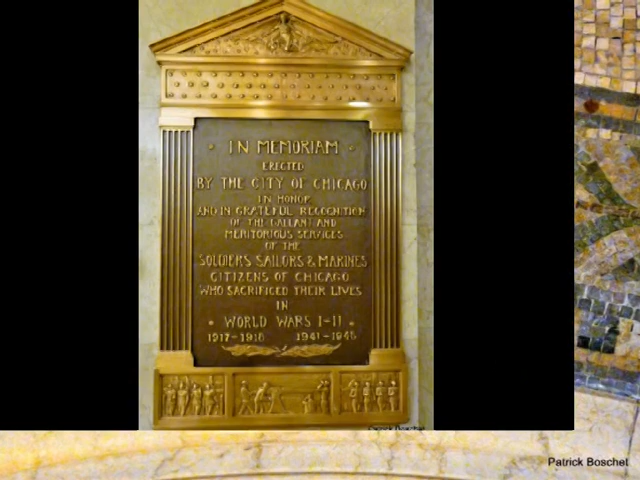 IN MEMORIAM
ERECTED
BY THE CITY OF CHICAGO
IN HONOR
AND IN GRATEFUL RECOGNITION
OF THE GALLANT AND
MERITORIOUS SERVICES
OF THE
SOLDIERS SAILORS & MARINES
CITIZENS OF CHICAGO
WHO SACRIFICED THEIR LIVES
IN
WORLD WARS I-II
1917-1918 1941-1945
Patrick Boschet
Patrick Boschet